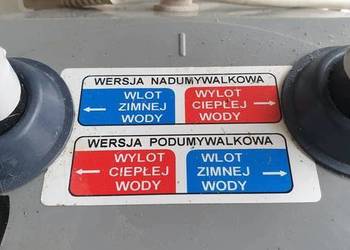 WERSJA NADUMYWALKOWA
WLOT
ZIMNEJ
WODY
WYLOT
CIEPŁEJ
WODY
WERSJA PODUMYWALKOWA
WYLOT
CIEPŁEJ
WODY
WLOT
ZIMNEJ
WODY